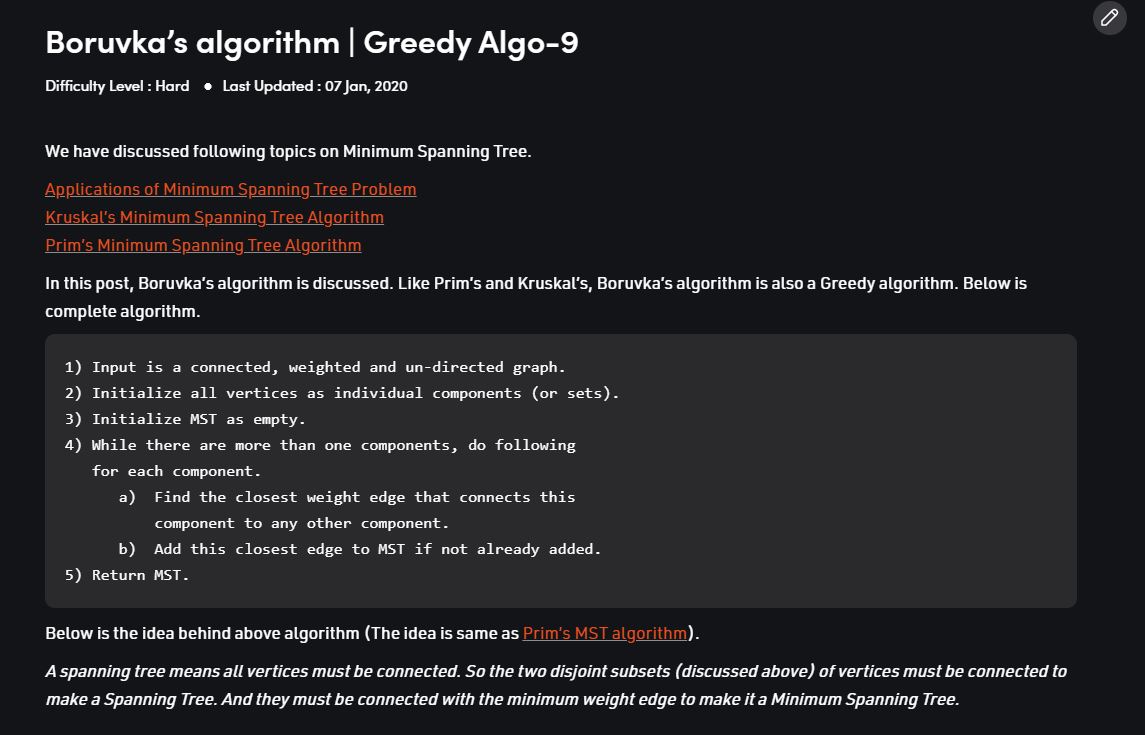 Boruvka’s algorithm | Greedy Algo-9
Difficulty Level : Hard ● Last Updated : 07 Jan, 2020
We have discussed following topics on Minimum Spanning Tree.
Applications of Minimum Spanning Tree Problem
Kruskal’s Minimum Spanning Tree Algorithm
Prim’s Minimum Spanning Tree Algorithm
In this post, Boruvka’s algorithm is discussed. Like Prim’s and Kruskal’s, Boruvka’s algorithm is also a Greedy algorithm. Below is
complete algorithm.
1) Input is a connected, weighted and un-directed graph.
2) Initialize all vertices as individual components (or sets).
3) Initialize MST as empty.
4) While there are more than one components, do following
   for each component.
      a)  Find the closest weight edge that connects this
          component to any other component.
      b)  Add this closest edge to MST if not already added.
5) Return MST.
Below is the idea behind above algorithm (The idea is same as Prim’s MST algorithm).
A spanning tree means all vertices must be connected. So the two disjoint subsets (discussed above) of vertices must be connected to
make a Spanning Tree. And they must be connected with the minimum weight edge to make it a Minimum Spanning Tree.